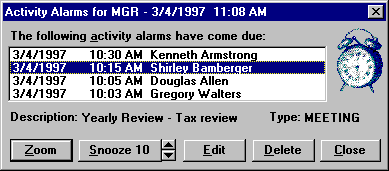 Activity Alarms for MGR - 3/4/1997 11:08 AM
The following activity alarms have come due:
3/4/1997 10:30 AM Kenneth Armstrong
3/4/1997 10:15 AM Shirley Bamberger
3/4/1997 10:05 AM Douglas Allen
3/4/1997 10:03 AM Gregory Walters
Description: Yearly Review - Tax review Type: MEETING
Zoom Snooze 10 Edit Delete Close